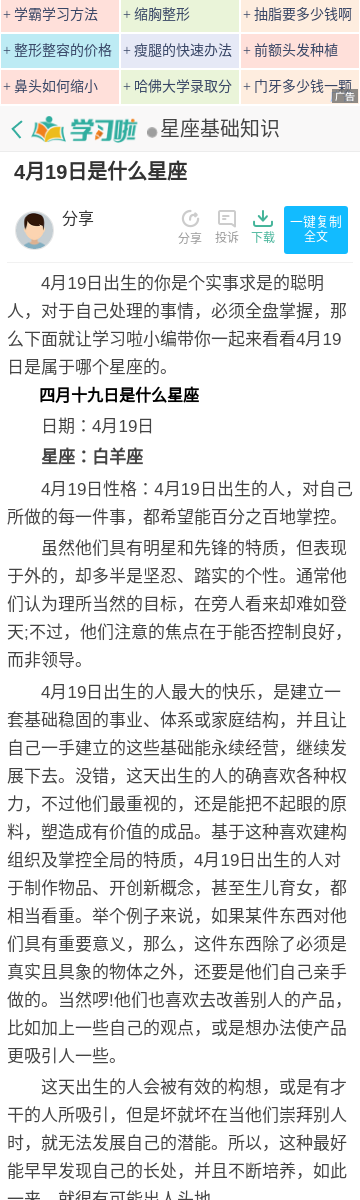 + 学霸学习方法 + 缩胸整形 + 抽脂要多少钱啊
+ 整形整容的价格 + 瘦腿的快速办法 + 前额头发种植
+ 鼻头如何缩小 + 哈佛大学录取分 + 门牙多少钱一颗
广告
学习啦 星座基础知识
4月19日是什么星座
分享 分享 投诉 下载 一键复制
全文
4月19日出生的你是个实事求是的聪明
人，对于自己处理的事情，必须全盘掌握，那
么下面就让学习啦小编带你一起来看看4月19
日是属于哪个星座的。
四月十九日是什么星座
日期：4月19日
星座：白羊座
4月19日性格：4月19日出生的人，对自己
所做的每一件事，都希望能百分之百地掌控。
虽然他们具有明星和先锋的特质，但表现
于外的，却多半是坚忍、踏实的个性。通常他
们认为理所当然的目标，在旁人看来却难如登
天;不过，他们注意的焦点在于能否控制良好，
而非领导。
4月19日出生的人最大的快乐，是建立一
套基础稳固的事业、体系或家庭结构，并且让
自己一手建立的这些基础能永续经营，继续发
展下去。没错，这天出生的人的确喜欢各种权
力，不过他们最重视的，还是能把不起眼的原
料，塑造成有价值的成品。基于这种喜欢建构
组织及掌控全局的特质，4月19日出生的人对
于制作物品、开创新概念，甚至生儿育女，都
相当看重。举个例子来说，如果某件东西对他
们具有重要意义，那么，这件东西除了必须是
真实且具象的物体之外，还要是他们自己亲手
做的。当然啰!他们也喜欢去改善别人的产品，
比如加上一些自己的观点，或是想办法使产品
更吸引人一些。
这天出生的人会被有效的构想，或是有才
干的人所吸引，但是坏就坏在当他们崇拜别人
时，就无法发展自己的潜能。所以，这种最好
能早早发现自己的长处，并且不断培养，如此
一来，就很有可能出人头地。